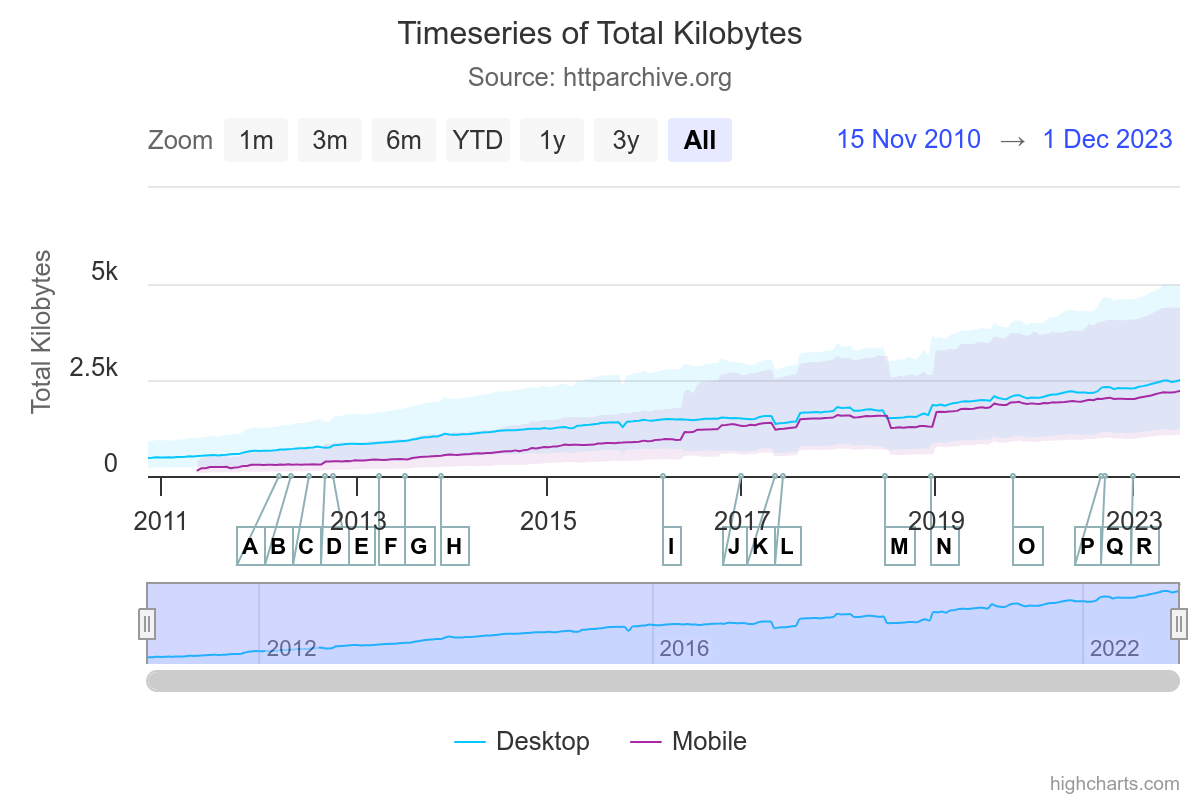 Timeseries of Total Kilobytes
Source: httparchive.org
Zoom 1m 3m 6m YTD 1y 3y All 15 Nov 2010 → 1 Dec 2023
Total Kilobytes
5k
2.5k
0
2011 2013 2015 2017 2019 2023
A B C D E F G H I J K L M N O P Q R
2012 2016 2022
Desktop Mobile
highcharts.com